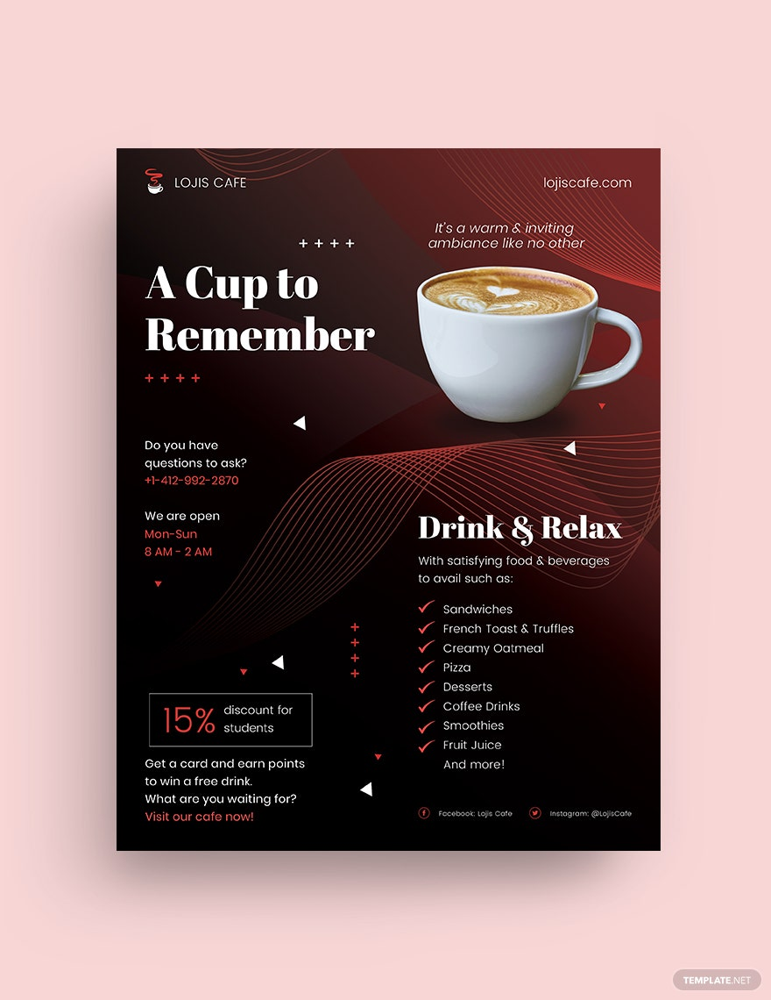 LOJIS CAFE
lojiscafe.com
It's a warm & inviting
ambiance like no other
A Cup to
Remember
Do you have
questions to ask?
+1-412-992-2870
We are open
Mon-Sun
8 AM - 2 AM
15%
discount for
students
Get a card and earn points
to win a free drink.
What are you waiting for?
Visit our cafe now!
Drink & Relax
With satisfying food & beverages
to avail such as:
Sandwiches
French Toast & Truffles
Creamy Oatmeal
Pizza
Desserts
Coffee Drinks
Smoothies
Fruit Juice
And more!
Facebook: Lojis Cafe
Instagram: @LojisCafe
TEMPLATE.NET